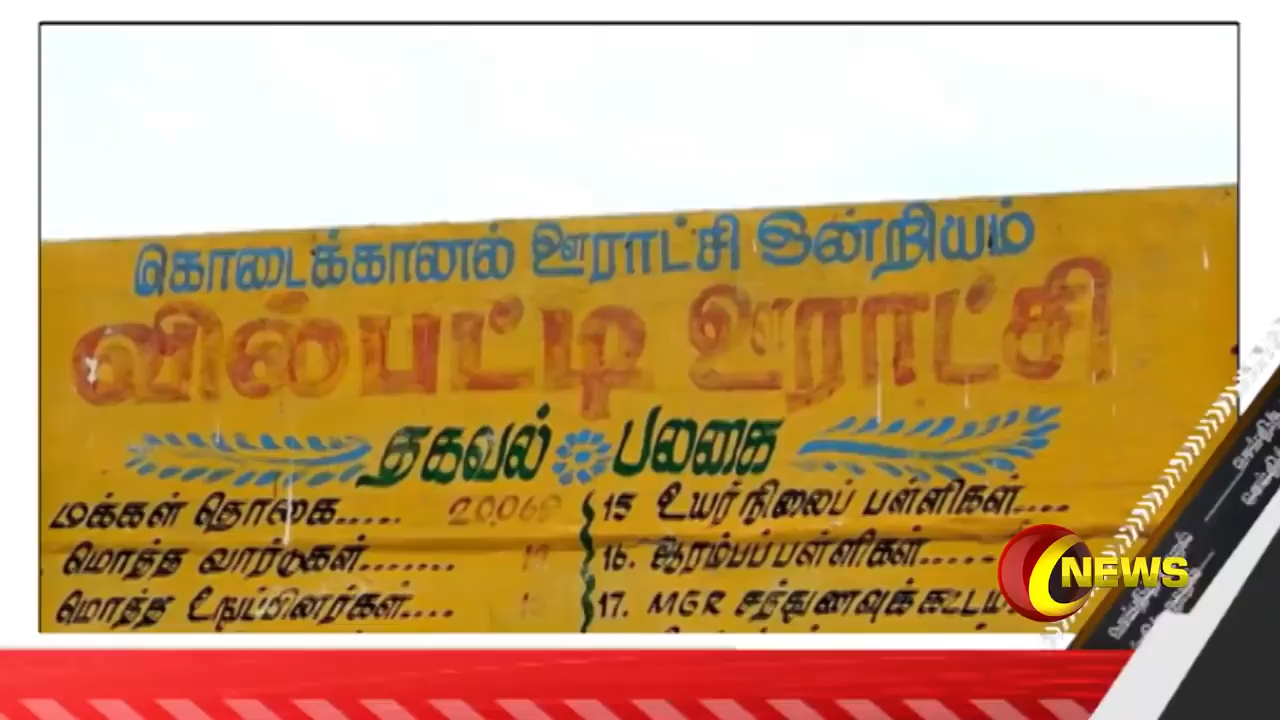 கொடைக்கானல் ஊராட்சி ஒன்றியம்
வில்பட்டி ஊராட்சி
தகவல் பலகை
மக்கள் தொகை.....
மொத்த வார்டுகள்.......
மொத்த உறுப்பினர்கள்....
15 உயர்நிலைப் பள்ளிகள்....
16. ஆரம்பப்பள்ளிகள்.....
17. MGR சத்துணவுக்கூடம்
C NEWS